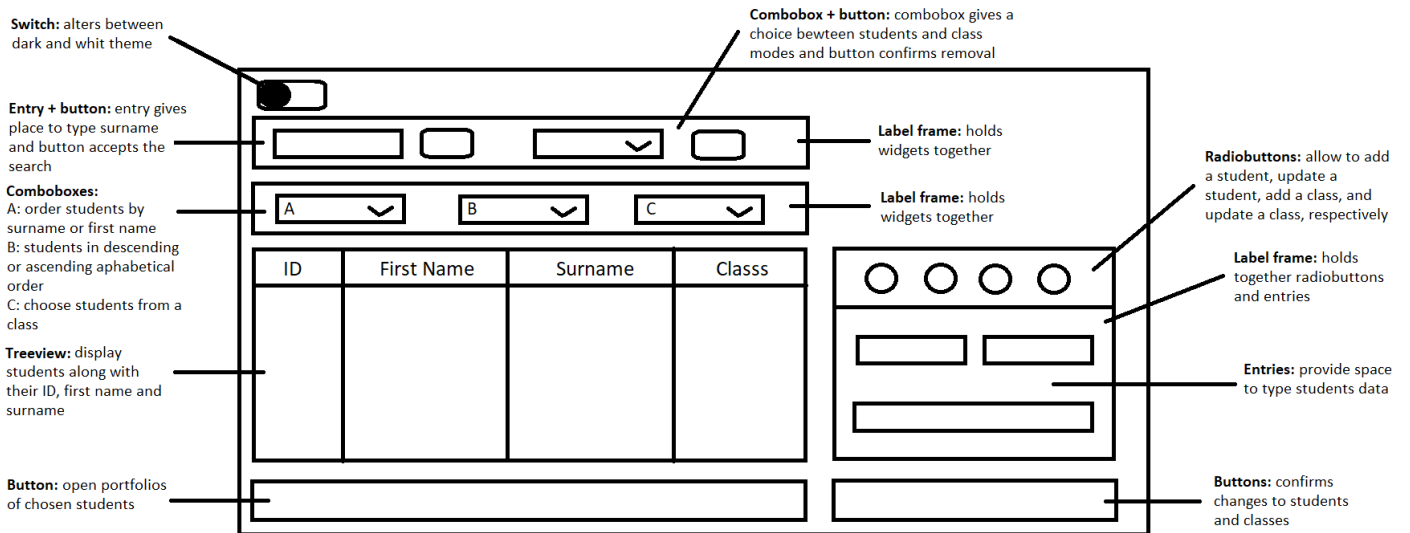 Switch: alters between
dark and whit theme
Combobox + button: combobox gives a
choice bewteen students and class
modes and button confirms removal
Entry + button: entry gives
place to type surname
and button accepts the
search
Label frame: holds
widgets together
Radiobuttons: allow to add
a student, update a
student, add a class, and
update a class, respectively
Comboboxes:
A: order students by
surname or first name
B: students in descending
or ascending aphabetical
order
C: choose students from a
class
A
B
C
Label frame: holds
widgets together
ID
First Name
Surname
Classs
Label frame: holds
together radiobuttons
and entries
Treeview: display
students along with
their ID, first name and
surname
Entries: provide space
to type students data
Button: open portfolios
of chosen students
Buttons: confirms
changes to students
and classes